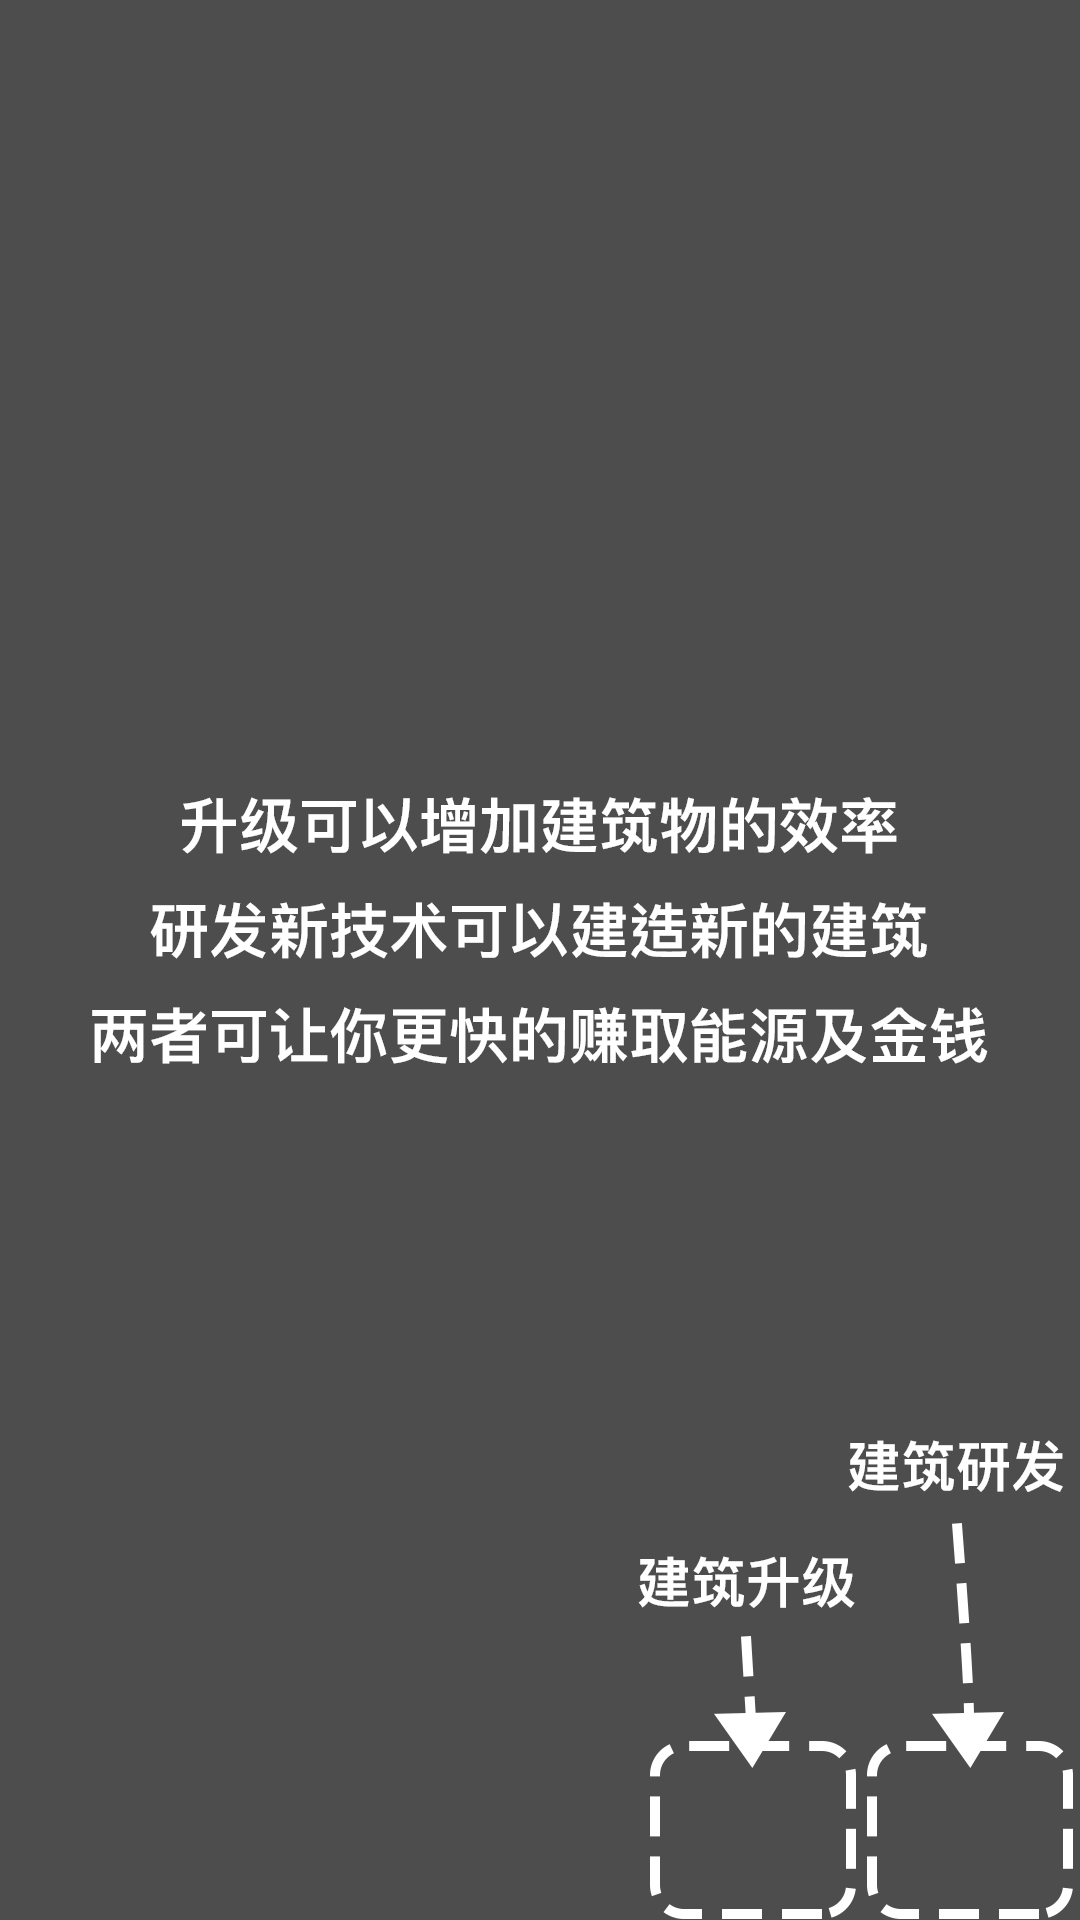 升级可以增加建筑物的效率
研发新技术可以建造新的建筑
两者可让你更快的赚取能源及金钱
建筑研发
建筑升级